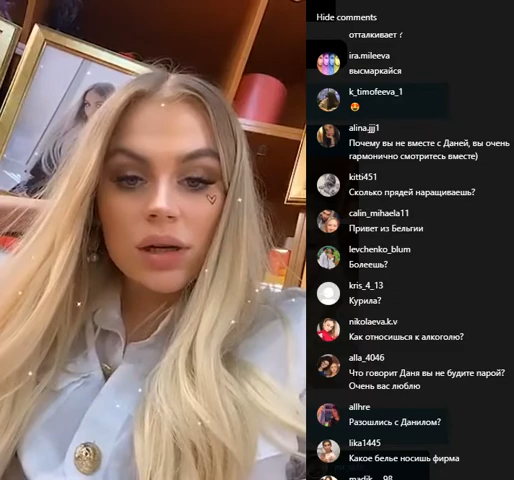 Hide comments
отталкивает ?
ira.mileeva
высмаркайся
k_timofeeva_1
🤩
alina.jjj1
Почему вы не вместе с Даней, вы очень
гармонично смотритесь вместе)
kitti451
Сколько прядей наращиваешь?
calin_mihaela11
Привет из Бельгии
levchenko_blum
Болеешь?
kris_4_13
Курила?
nikolaeva.k.v
Как относишься к алкоголю?
alla_4046
Что говорит Даня вы не будите парой?
Очень вас люблю
allhre
Разошлись с Данилом?
lika1445
Какое белье носишь фирма